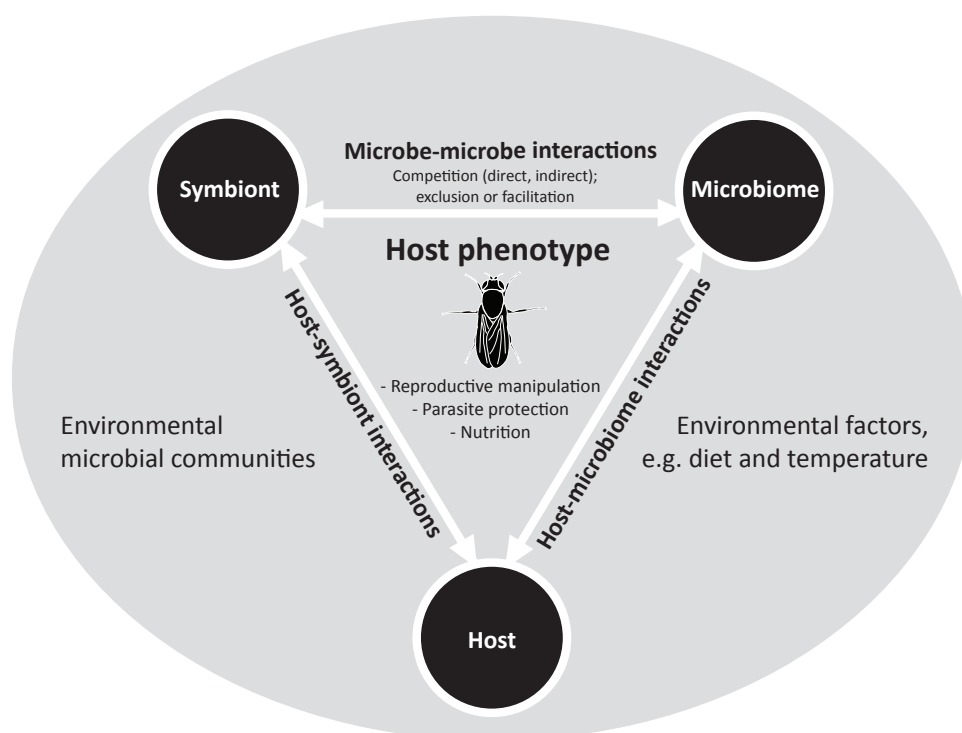 Microbe-microbe interactions
Competition (direct, indirect);
exclusion or facilitation
Symbiont
Microbiome
Host phenotype
Host-symbiont interactions
Host-microbiome interactions
- Reproductive manipulation
- Parasite protection
- Nutrition
Environmental
microbial communities
Environmental factors,
e.g. diet and temperature
Host